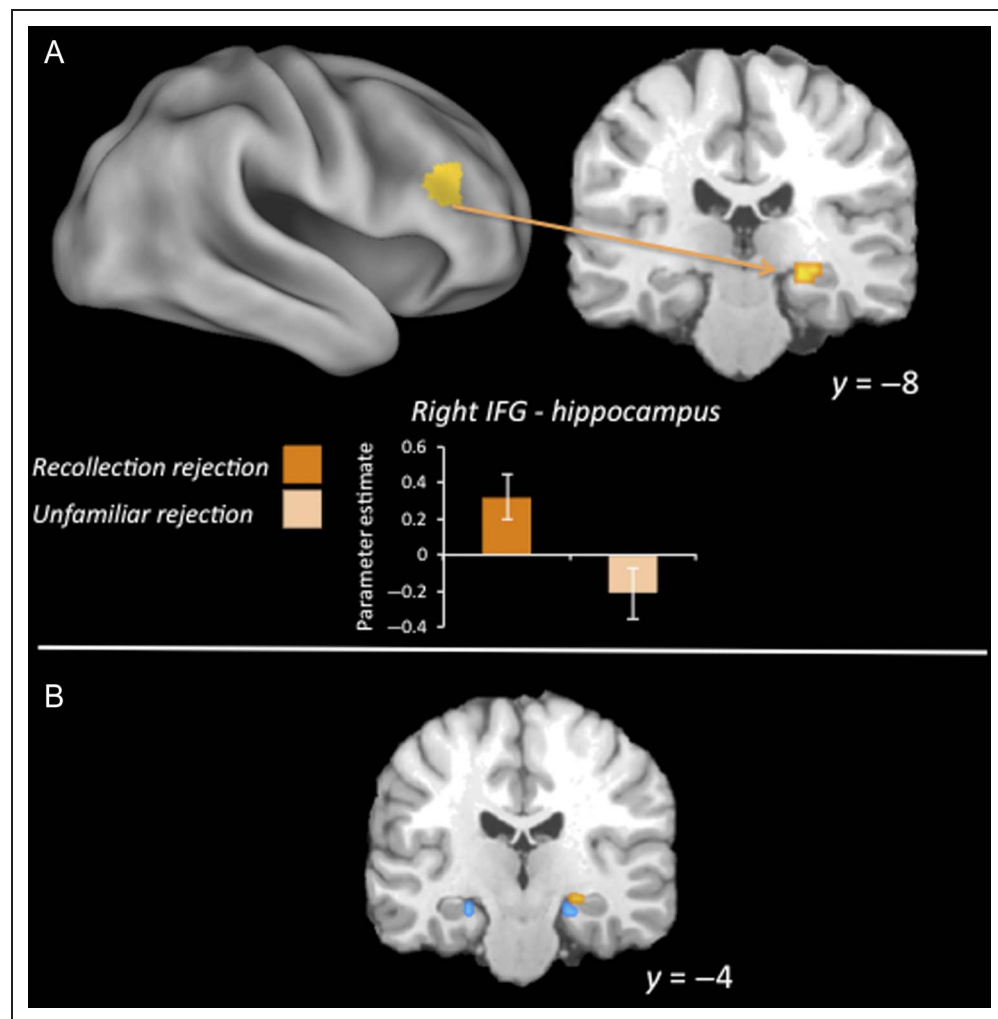 A
y = −8
Right IFG - hippocampus
Recollection rejection
Unfamiliar rejection
Parameter estimate
0.6
0.4
0.2
0
−0.2
−0.4
B
y = −4